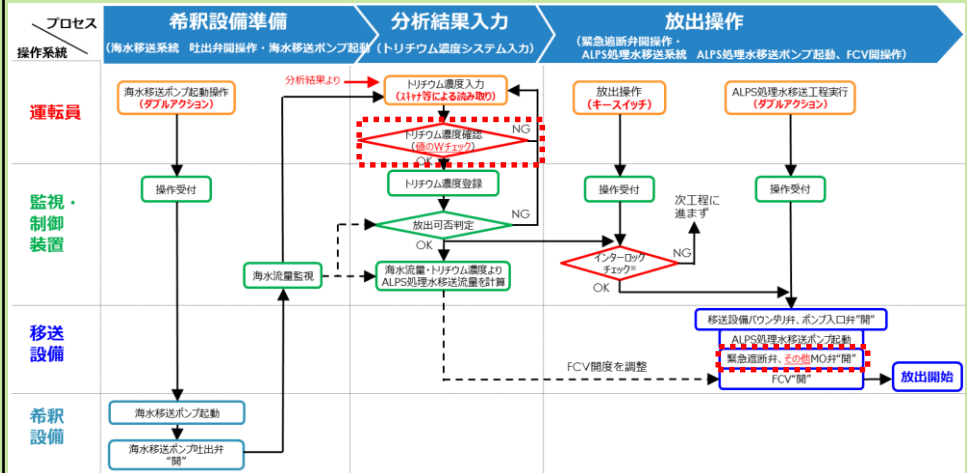 プロセス
操作系統
希釈設備準備
(海水移送系統　吐出弁開操作・海水移送ポンプ起動)
分析結果入力
(トリチウム濃度システム入力)
放出操作
(緊急遮断弁開操作・
ALPS処理水移送系統　ALPS処理水移送ポンプ起動、FCV開操作)
運転員
海水移送ポンプ起動操作
(ダブルアクション)
分析結果より
トリチウム濃度入力
(スキャナ等による読み取り)
トリチウム濃度確認
(値のWチェック)
NG
OK
放出操作
(キースイッチ)
ALPS処理水移送工程実行
(ダブルアクション)
監視・
制御
装置
操作受付
トリチウム濃度登録
放出可否判定
NG
OK
海水流量監視
海水流量・トリチウム濃度より
ALPS処理水移送流量を計算
操作受付
インターロック
チェック※
NG
OK
次工程に
進まず
操作受付
移送
設備
移送設備バウンダリ弁、ポンプ入口弁"開"
ALPS処理水移送ポンプ起動
緊急遮断弁、その他MO弁"開"
FCV"開"
FCV開度を調整
放出開始
希釈
設備
海水移送ポンプ起動
海水移送ポンプ吐出弁
"開"